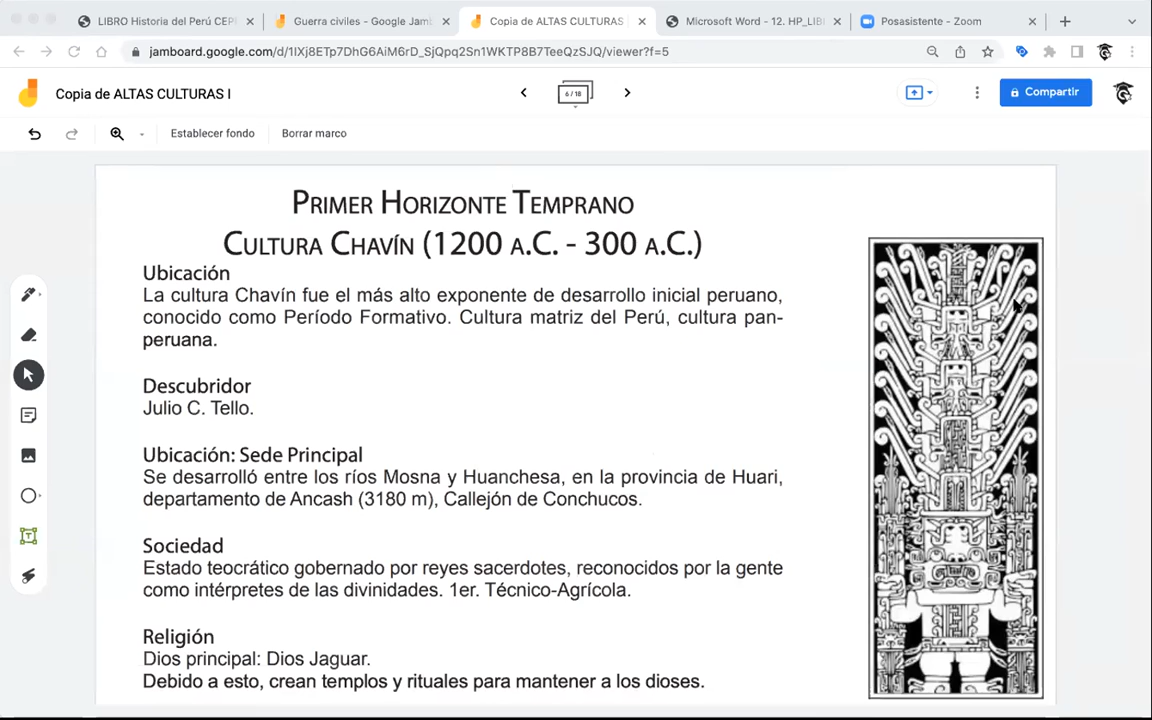 LIBRO Historia del Perú CEPR
Guerra civiles - Google Jamb
Copia de ALTAS CULTURAS
Microsoft Word - 12. HP_LIB
Posasistente - Zoom
jamboard.google.com/d/1lXj8ETp7DhG6AiM6rD_SjQpq2Sn1WKTP8B7TeeQzSJQ/viewer?f=5
Copia de ALTAS CULTURAS I
6 / 18
Compartir
Establecer fondo
Borrar marco
PRIMER HORIZONTE TEMPRANO
CULTURA CHAVÍN (1200 A.C. - 300 A.C.)
Ubicación
La cultura Chavín fue el más alto exponente de desarrollo inicial peruano,
conocido como Período Formativo. Cultura matriz del Perú, cultura pan-
peruana.
Descubridor
Julio C. Tello.
Ubicación: Sede Principal
Se desarrolló entre los ríos Mosna y Huanchesa, en la provincia de Huari,
departamento de Ancash (3180 m), Callejón de Conchucos.
Sociedad
Estado teocrático gobernado por reyes sacerdotes, reconocidos por la gente
como intérpretes de las divinidades. 1er. Técnico-Agrícola.
Religión
Dios principal: Dios Jaguar.
Debido a esto, crean templos y rituales para mantener a los dioses.